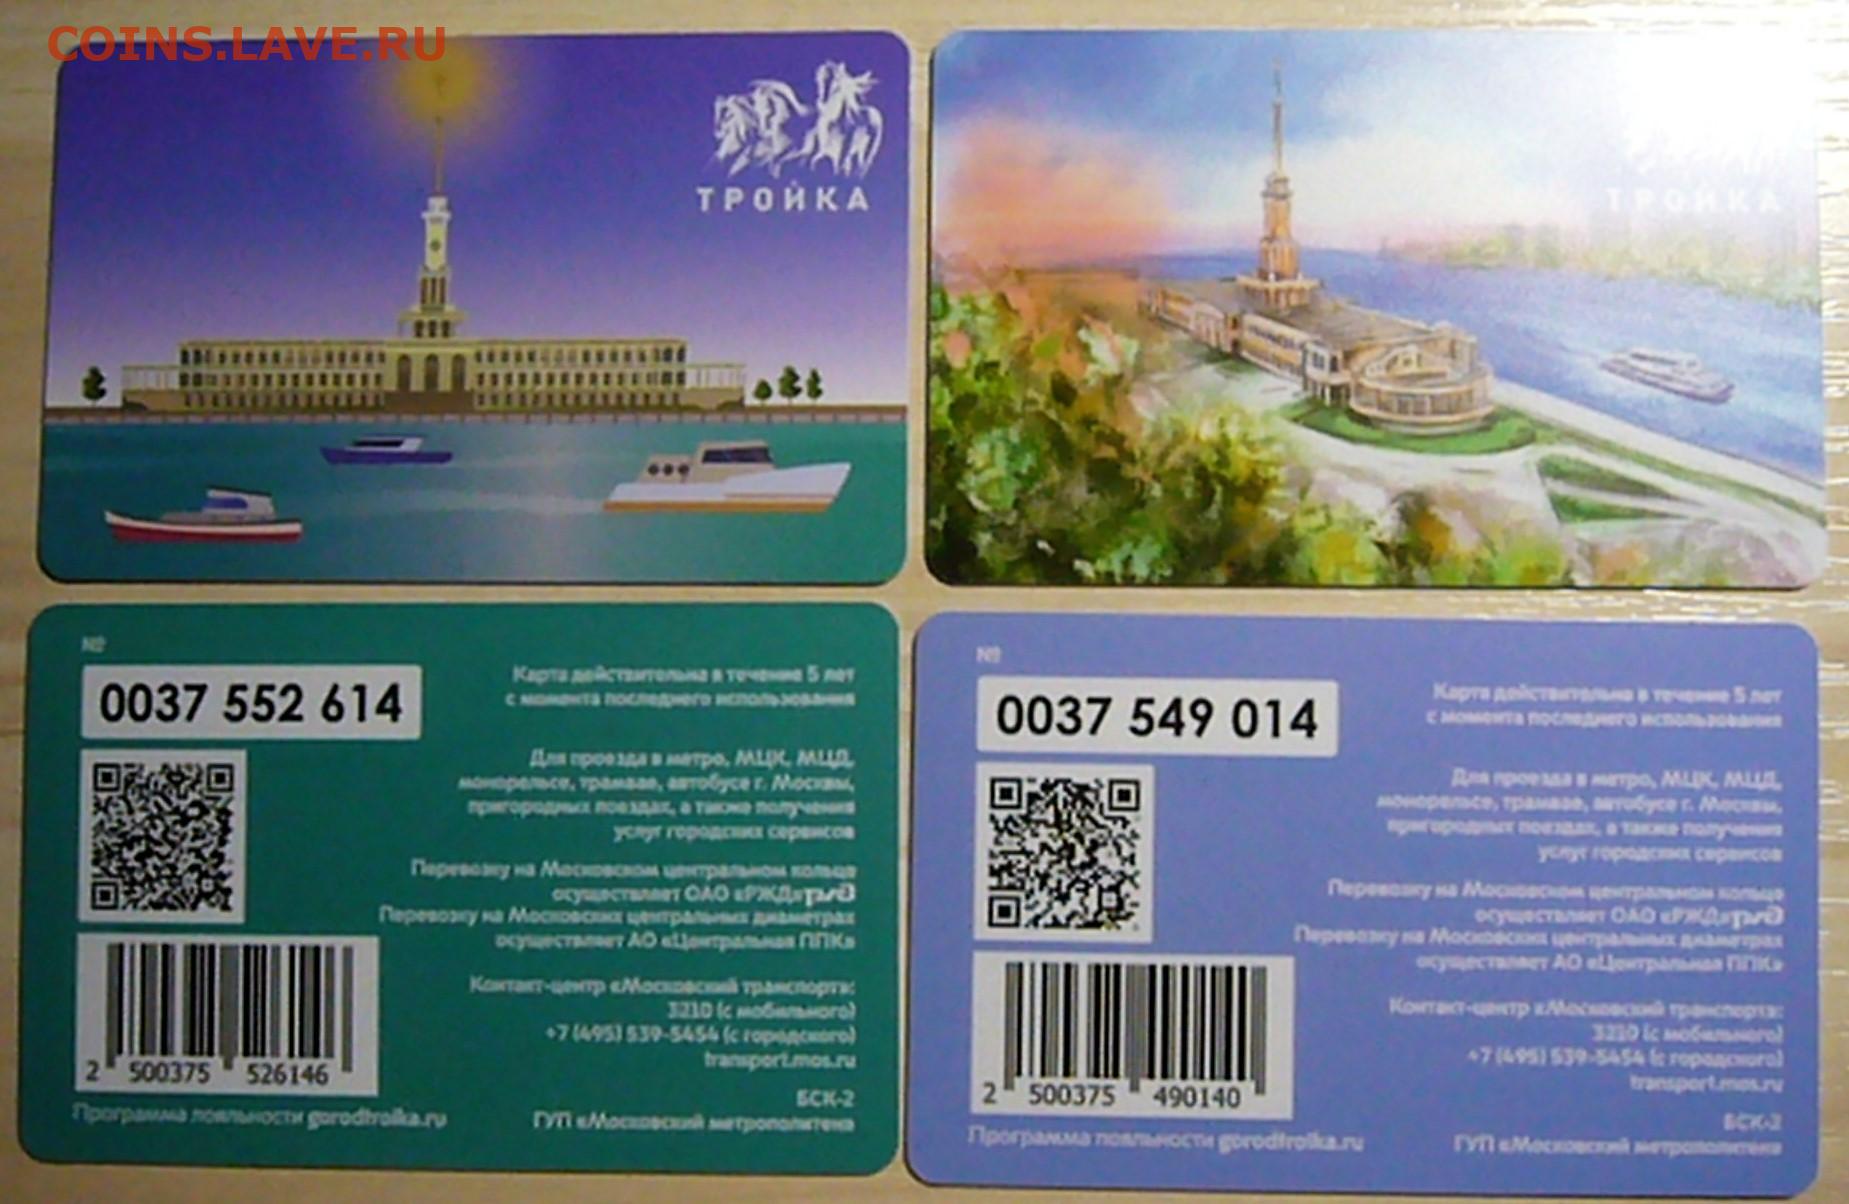 COINS.LAVE.RU
ТРОЙКА
ТРОЙКА
№
0037 552 614
Карта действительна в течение 5 лет
с момента последнего использования
Для проезда в метро, МЦК, МЦД,
монорельсе, трамвае, автобусе г. Москвы,
пригородных поездах, а также получения
услуг городских сервисов
Перевозку на Московском центральном кольце
осуществляет ОАО «РЖД»
Перевозку на Московских центральных диаметрах
осуществляет АО «Центральная ППК»
Контакт-центр «Московский транспорт»:
3210 (с мобильного)
+7 (495) 539-5454 (с городского)
transport.mos.ru
2 500375 526146
БСК-2
Программа лояльности gorodtroika.ru
ГУП «Московский метрополитен»
№
0037 549 014
Карта действительна в течение 5 лет
с момента последнего использования
Для проезда в метро, МЦК, МЦД,
монорельсе, трамвае, автобусе г. Москвы,
пригородных поездах, а также получения
услуг городских сервисов
Перевозку на Московском центральном кольце
осуществляет ОАО «РЖД»
Перевозку на Московских центральных диаметрах
осуществляет АО «Центральная ППК»
Контакт-центр «Московский транспорт»:
3210 (с мобильного)
+7 (495) 539-5454 (с городского)
transport.mos.ru
2 500375 490140
БСК-2
Программа лояльности gorodtroika.ru
ГУП «Московский метрополитен»